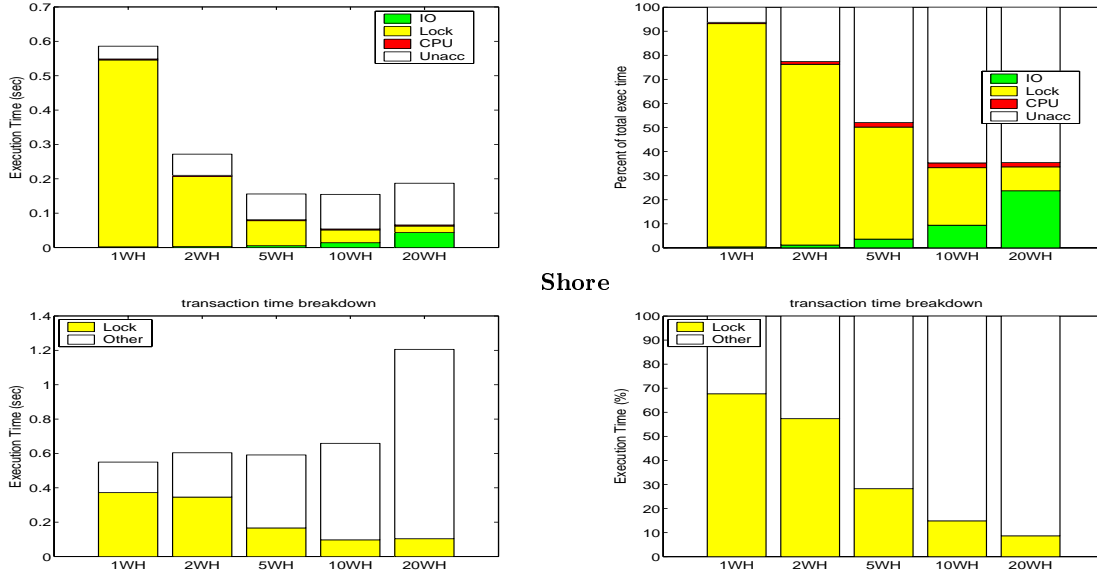 0.7
0.6
0.5
0.4
0.3
0.2
0.1
0
Execution Time (sec)
IO
Lock
CPU
Unacc
1WH 2WH 5WH 10WH 20WH
100
90
80
70
60
50
40
30
20
10
0
Percent of total exec time
IO
Lock
CPU
Unacc
1WH 2WH 5WH 10WH 20WH
Shore
transaction time breakdown
1.4
1.2
1
0.8
0.6
0.4
0.2
0
Execution Time (sec)
Lock
Other
1WH 2WH 5WH 10WH 20WH
transaction time breakdown
100
90
80
70
60
50
40
30
20
10
0
Execution Time (%)
Lock
Other
1WH 2WH 5WH 10WH 20WH